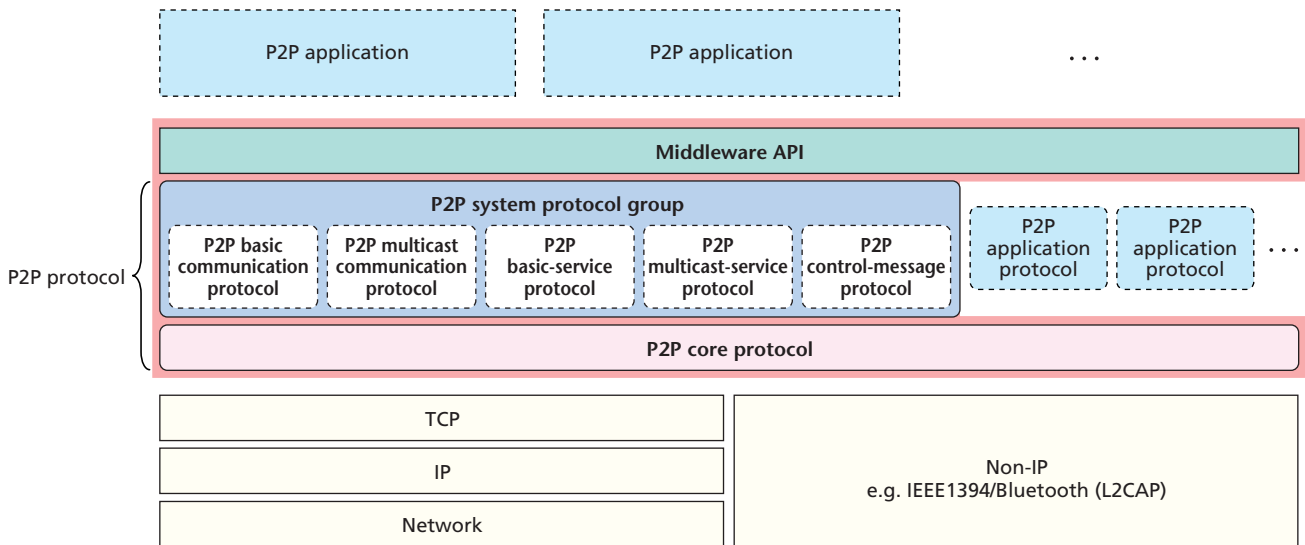 P2P application
P2P application
...
Middleware API
P2P protocol
P2P system protocol group
P2P basic
communication
protocol
P2P multicast
communication
protocol
P2P
basic-service
protocol
P2P
multicast-service
protocol
P2P
control-message
protocol
P2P
application
protocol
P2P
application
protocol
...
P2P core protocol
TCP
IP
Network
Non-IP
e.g. IEEE1394/Bluetooth (L2CAP)